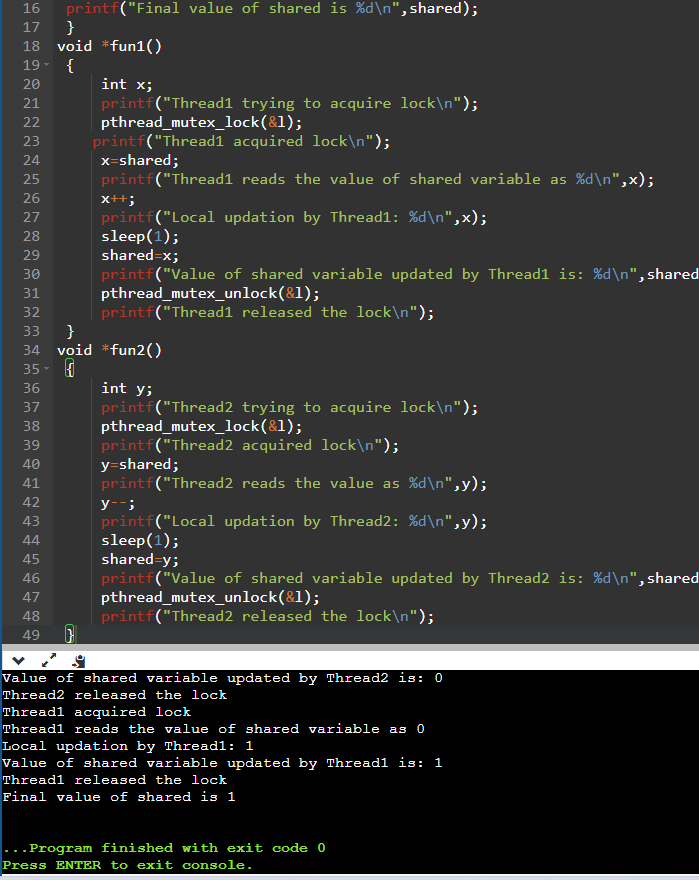 16 printf("Final value of shared is %d\n",shared);
17 }
18 void *fun1()
19 {
20 int x;
21 printf("Thread1 trying to acquire lock\n");
22 pthread_mutex_lock(&l);
23 printf("Thread1 acquired lock\n");
24 x=shared;
25 printf("Thread1 reads the value of shared variable as %d\n",x);
26 x++;
27 printf("Local updation by Thread1: %d\n",x);
28 sleep(1);
29 shared=x;
30 printf("Value of shared variable updated by Thread1 is: %d\n",shared
31 pthread_mutex_unlock(&l);
32 printf("Thread1 released the lock\n");
33 }
34 void *fun2()
35 {
36 int y;
37 printf("Thread2 trying to acquire lock\n");
38 pthread_mutex_lock(&l);
39 printf("Thread2 acquired lock\n");
40 y=shared;
41 printf("Thread2 reads the value as %d\n",y);
42 y--;
43 printf("Local updation by Thread2: %d\n",y);
44 sleep(1);
45 shared=y;
46 printf("Value of shared variable updated by Thread2 is: %d\n",shared
47 pthread_mutex_unlock(&l);
48 printf("Thread2 released the lock\n");
49 }
Value of shared variable updated by Thread2 is: 0
Thread2 released the lock
Thread1 acquired lock
Thread1 reads the value of shared variable as 0
Local updation by Thread1: 1
Value of shared variable updated by Thread1 is: 1
Thread1 released the lock
Final value of shared is 1
...Program finished with exit code 0
Press ENTER to exit console.